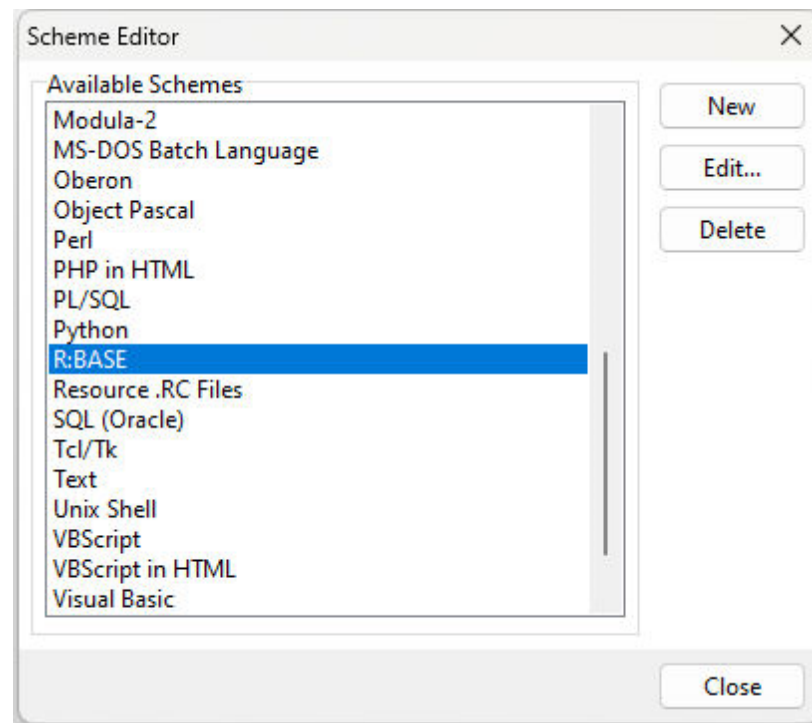 Scheme Editor
Available Schemes
Modula-2
MS-DOS Batch Language
Oberon
Object Pascal
Perl
PHP in HTML
PL/SQL
Python
R:BASE
Resource .RC Files
SQL (Oracle)
Tcl/Tk
Text
Unix Shell
VBScript
VBScript in HTML
Visual Basic
New
Edit...
Delete
Close